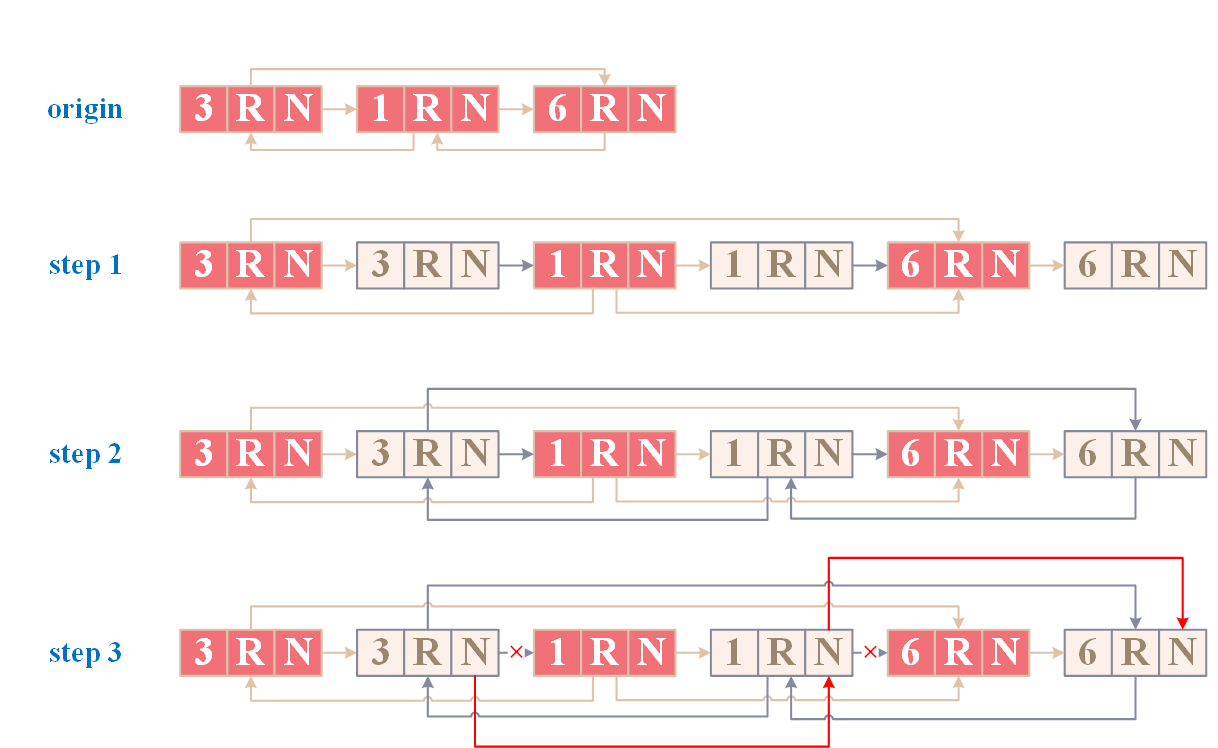 origin 3 R N 1 R N 6 R N
step 1 3 R N 3 R N 1 R N 1 R N 6 R N 6 R N
step 2 3 R N 3 R N 1 R N 1 R N 6 R N 6 R N
step 3 3 R N 3 R N × 1 R N 1 R N × 6 R N 6 R N